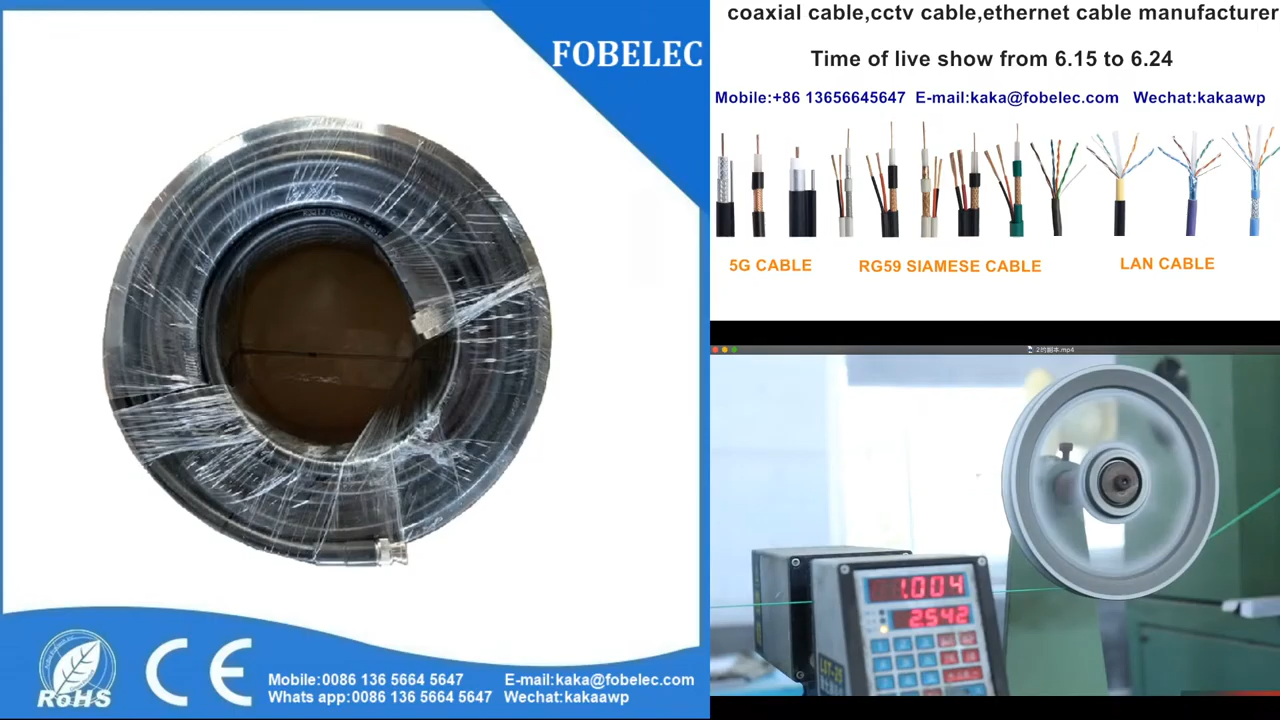 FOBELEC
RoHS
CE
Mobile:0086 136 5664 5647
E-mail:kaka@fobelec.com
Whats app:0086 136 5664 5647
Wechat:kakaawp
coaxial cable,cctv cable,ethernet cable manufacturer
Time of live show from 6.15 to 6.24
Mobile:+86 13656645647 E-mail:kaka@fobelec.com Wechat:kakaawp
5G CABLE
RG59 SIAMESE CABLE
LAN CABLE
1.004
2.542